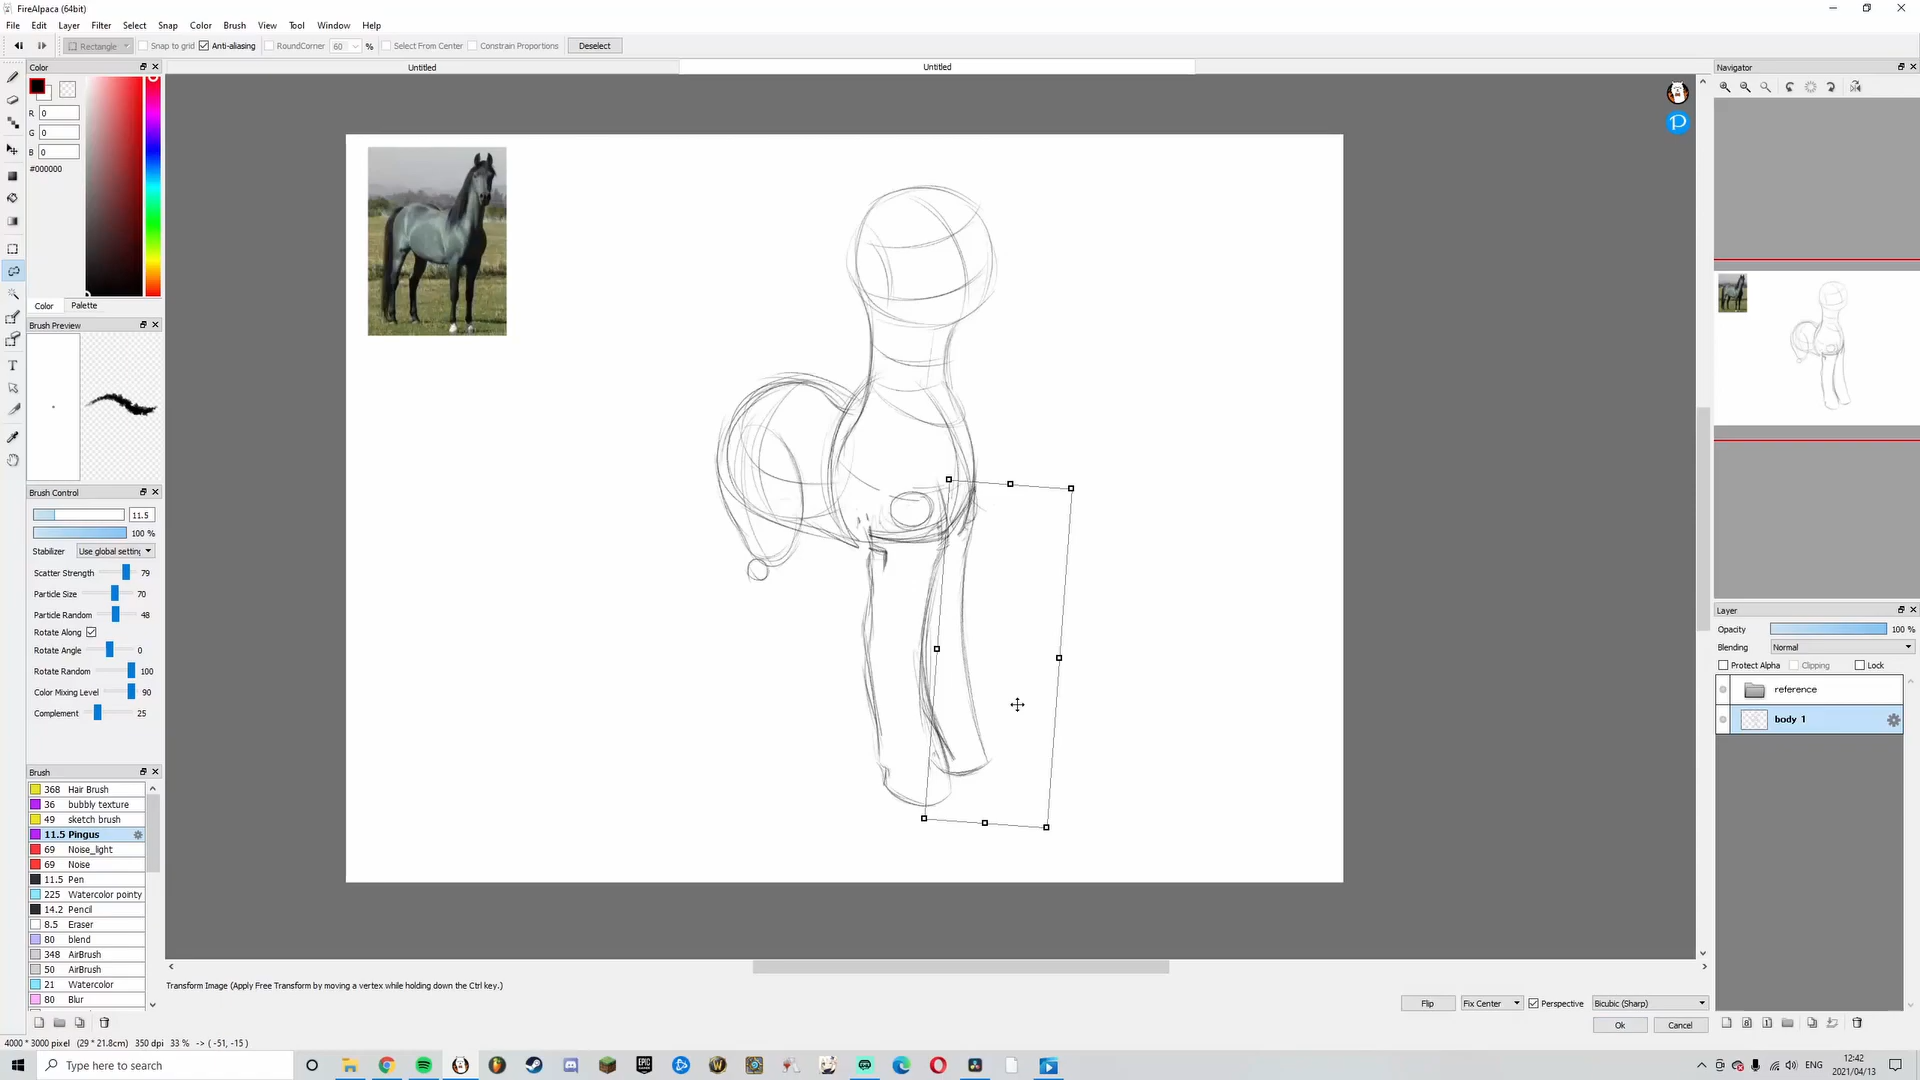 FireAlpaca (64bit)
File Edit Layer Filter Select Snap Color Brush View Tool Window Help
Rectangle Snap to grid Anti-aliasing RoundCorner 60 % Select From Center Constrain Proportions Deselect
Color
Untitled
Untitled
Navigator
R 0
G 0
B 0
#000000
Color Palette
Brush Preview
Brush Control
11.5
100 %
Stabilizer Use global setting
Scatter Strength 79
Particle Size 70
Particle Random 48
Rotate Along
Rotate Angle 0
Rotate Random 100
Color Mixing Level 90
Complement 25
Brush
368 Hair Brush
36 bubbly texture
49 sketch brush
11.5 Pingus
69 Noise_light
69 Noise
11.5 Pen
225 Watercolor pointy
14.2 Pencil
8.5 Eraser
80 blend
348 AirBrush
50 AirBrush
21 Watercolor
80 Blur
Layer
Opacity 100 %
Blending Normal
Protect Alpha Clipping Lock
reference
body 1
Transform Image (Apply Free Transform by moving a vertex while holding down the Ctrl key.)
Flip Fix Center Perspective Bicubic (Sharp)
Ok Cancel
4000 * 3000 pixel (29 * 21.8cm) 350 dpi 33 % -> ( -51, -15 )
Type here to search
ENG
12:42
2021/04/13